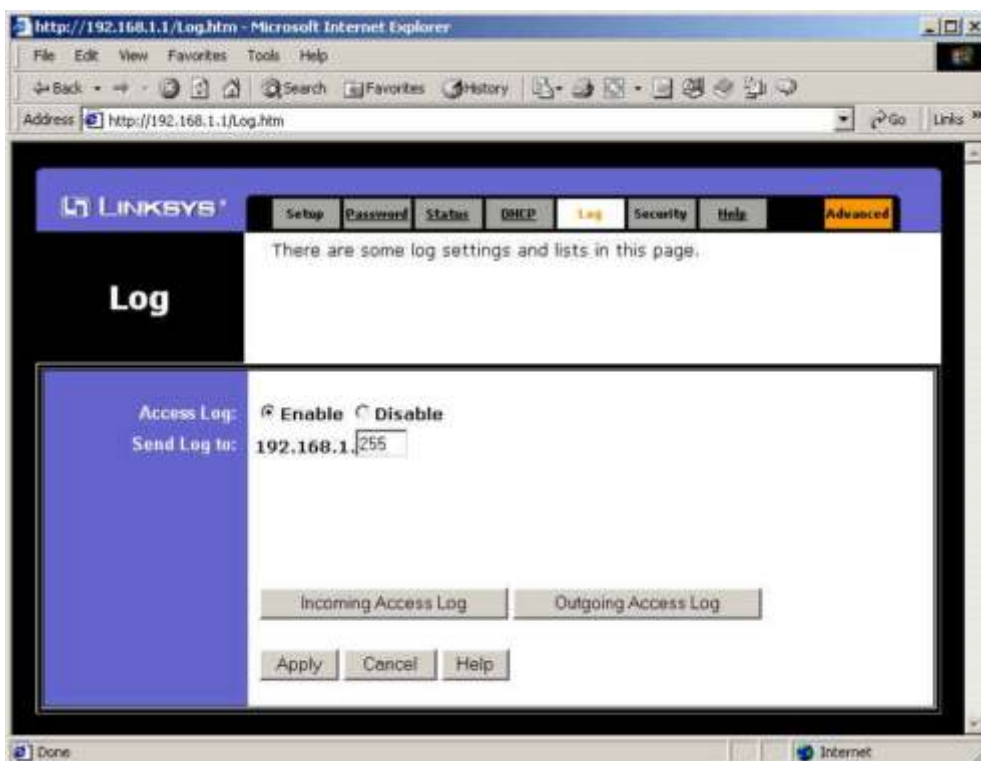 http://192.168.1.1/Log.htm - Microsoft Internet Explorer
File Edit View Favorites Tools Help
Back Search Favorites History
Address http://192.168.1.1/Log.htm Go Links »
LINKSYS® Setup Password Status DHCP Log Security Help Advanced
There are some log settings and lists in this page.
Log
Access Log: Enable Disable
Send Log to: 192.168.1. 255
Incoming Access Log Outgoing Access Log
Apply Cancel Help
Done Internet